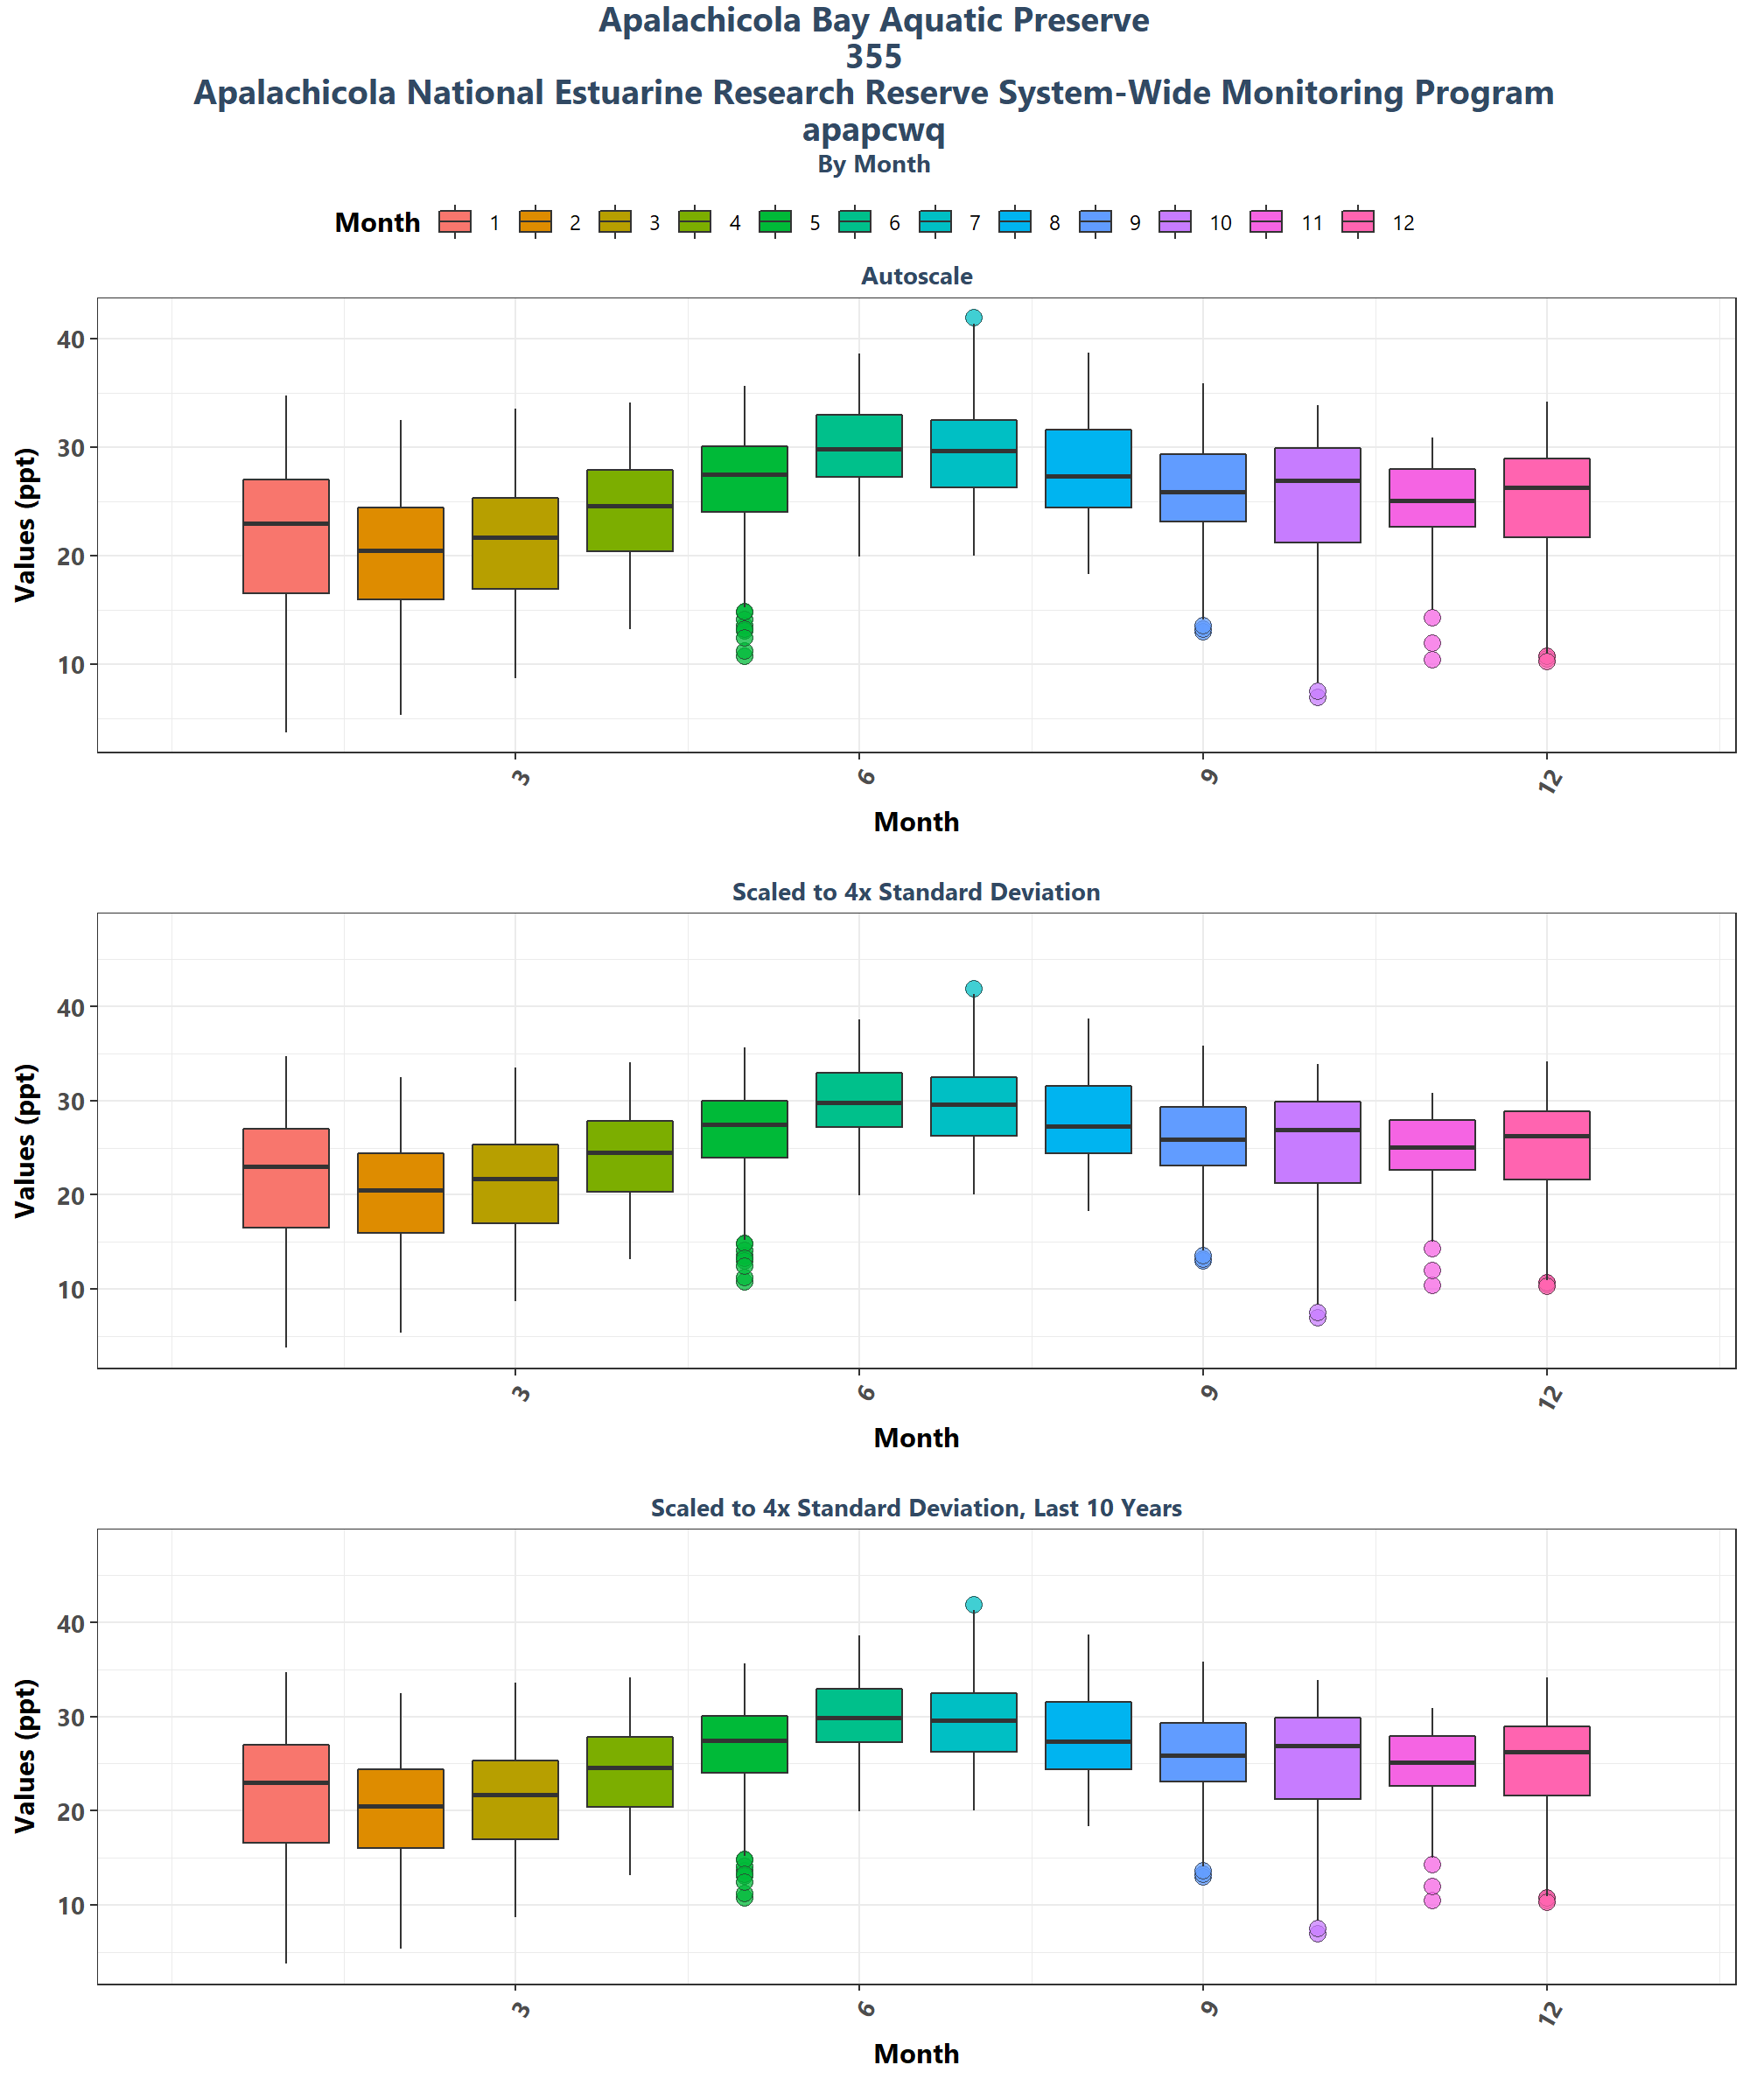 Apalachicola Bay Aquatic Preserve
355
Apalachicola National Estuarine Research Reserve System-Wide Monitoring Program
apapcwq
By Month
Month 1 2 3 4 5 6 7 8 9 10 11 12
Autoscale
Values (ppt)
40
30
20
10
3 6 9 12
Month
Scaled to 4x Standard Deviation
Values (ppt)
40
30
20
10
3 6 9 12
Month
Scaled to 4x Standard Deviation, Last 10 Years
Values (ppt)
40
30
20
10
3 6 9 12
Month